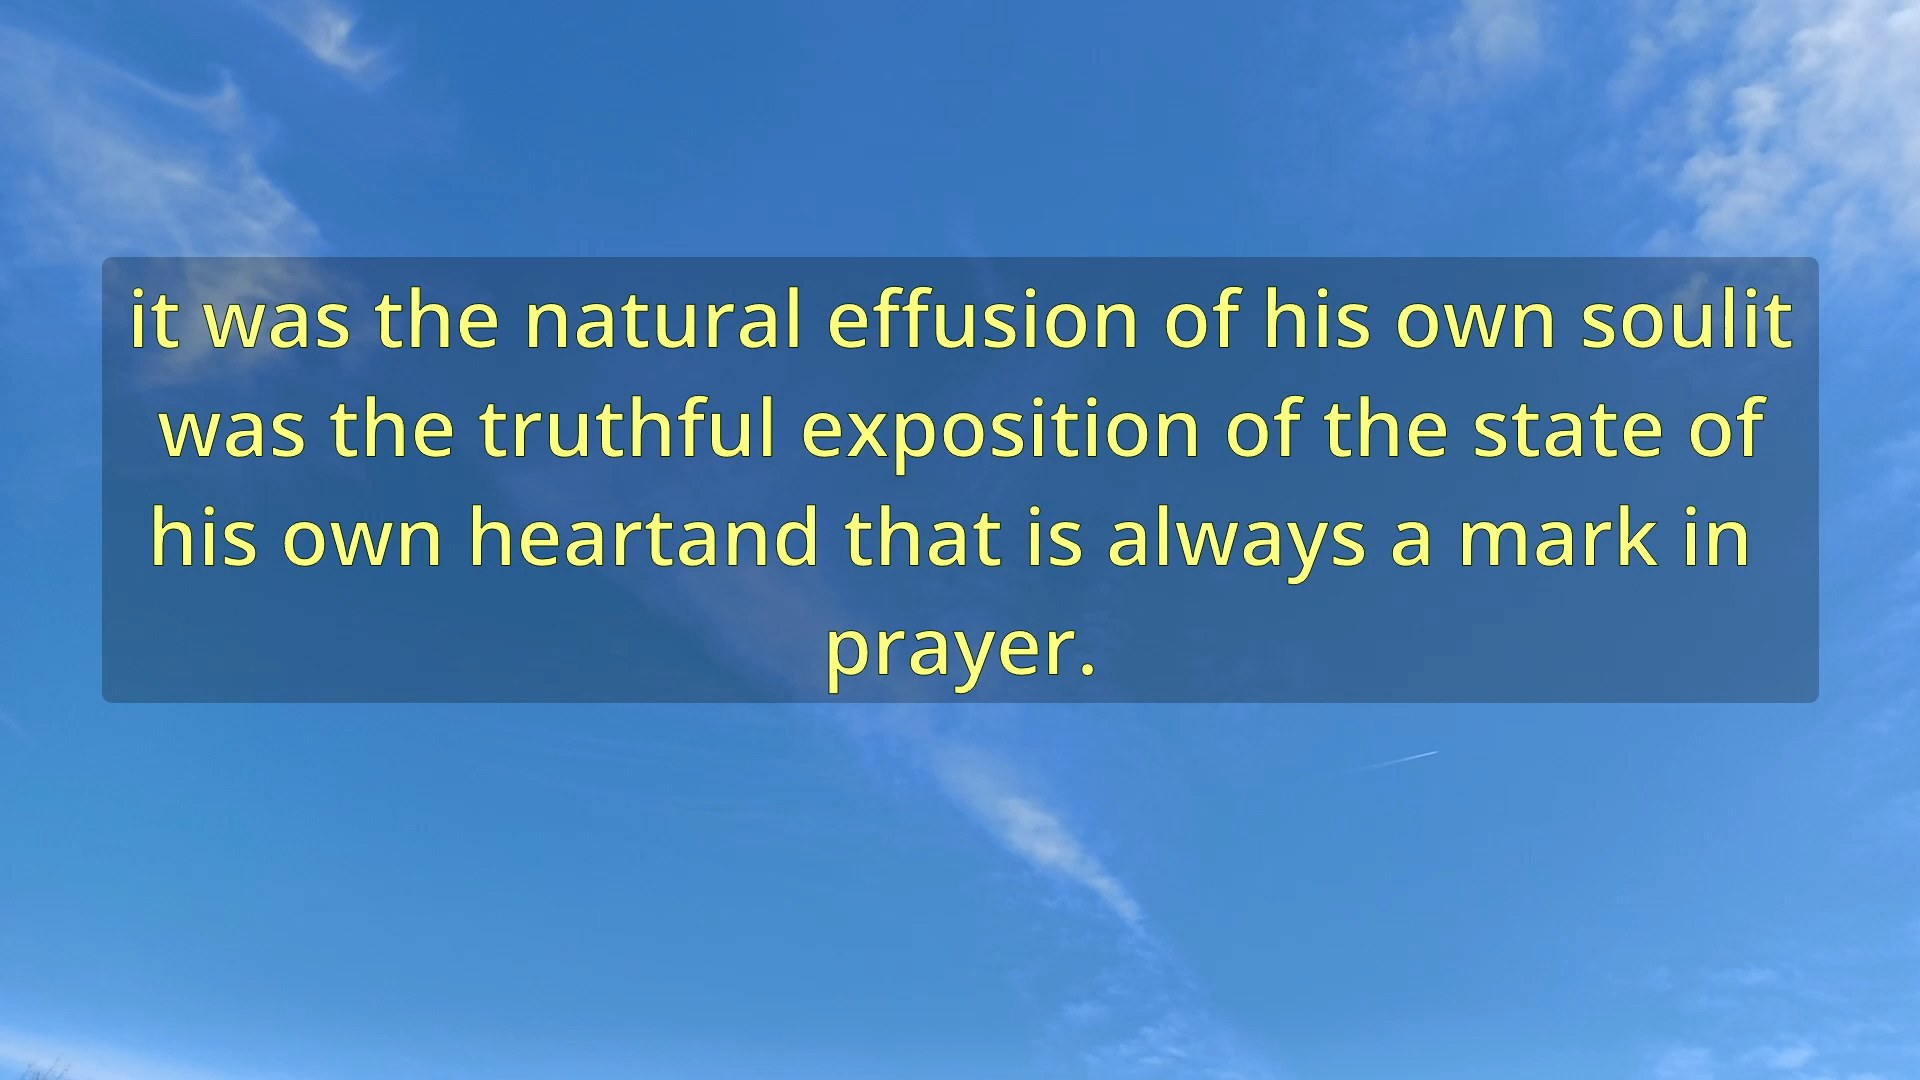 it was the natural effusion of his own soulit
was the truthful exposition of the state of
his own heartand that is always a mark in
prayer.